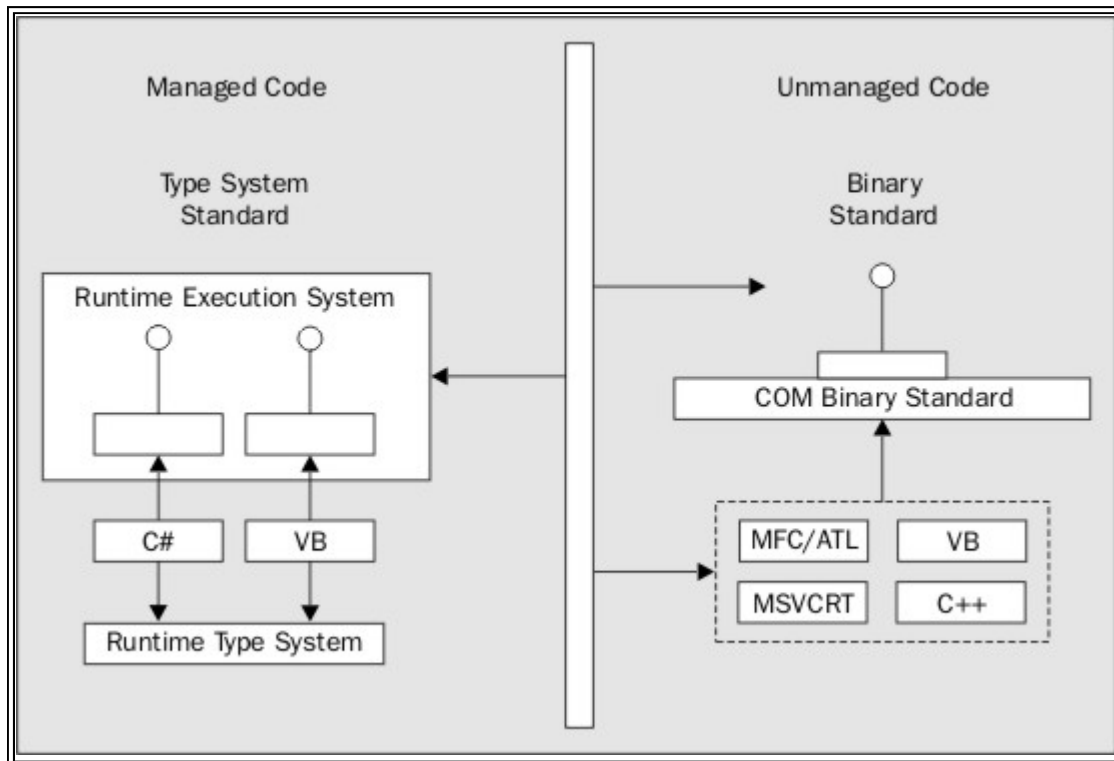 Managed Code
Type System
Standard
Runtime Execution System
C#
VB
Runtime Type System
Unmanaged Code
Binary
Standard
COM Binary Standard
MFC/ATL
VB
MSVCRT
C++